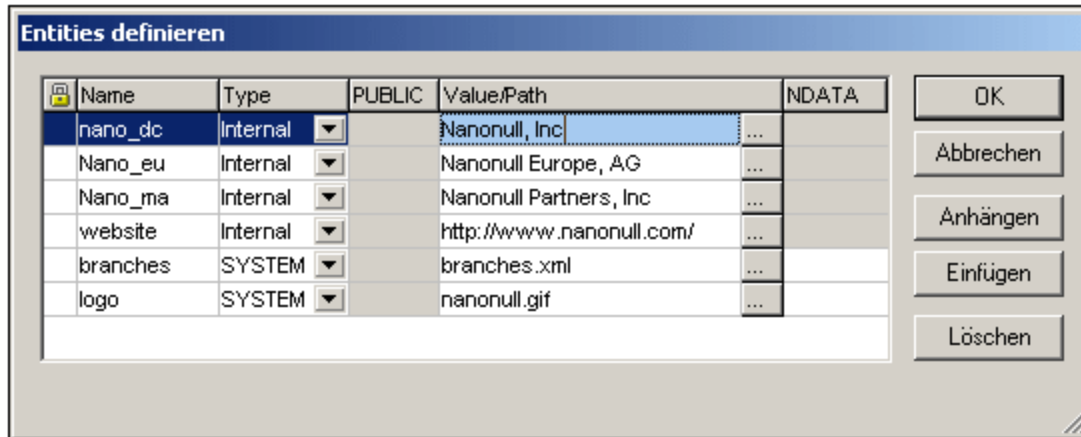 Entities definieren
Name Type PUBLIC Value/Path NDATA
nano_dc Internal Nanonull, Inc ...
Nano_eu Internal Nanonull Europe, AG ...
Nano_ma Internal Nanonull Partners, Inc ...
website Internal http://www.nanonull.com/ ...
branches SYSTEM branches.xml ...
logo SYSTEM nanonull.gif ...
OK
Abbrechen
Anhängen
Einfügen
Löschen